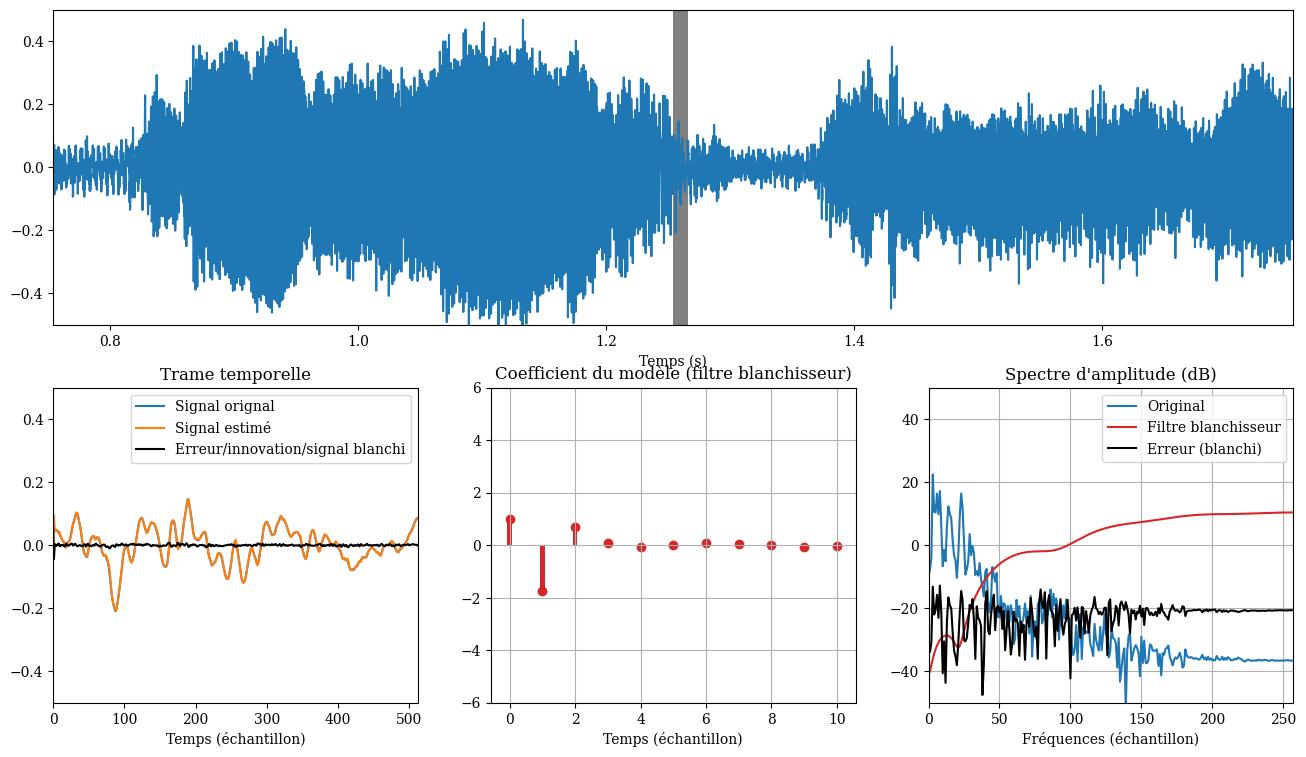 0.4
0.2
0.0
−0.2
−0.4
0.8 1.0 1.2 1.4 1.6
Temps (s)
Trame temporelle
Signal orignal
Signal estimé
Erreur/innovation/signal blanchi
0.4
0.2
0.0
−0.2
−0.4
0 100 200 300 400 500
Temps (échantillon)
Coefficient du modèle (filtre blanchisseur)
6
4
2
0
−2
−4
−6
0 2 4 6 8 10
Temps (échantillon)
Spectre d'amplitude (dB)
Original
Filtre blanchisseur
Erreur (blanchi)
40
20
0
−20
−40
0 50 100 150 200 250
Fréquences (échantillon)